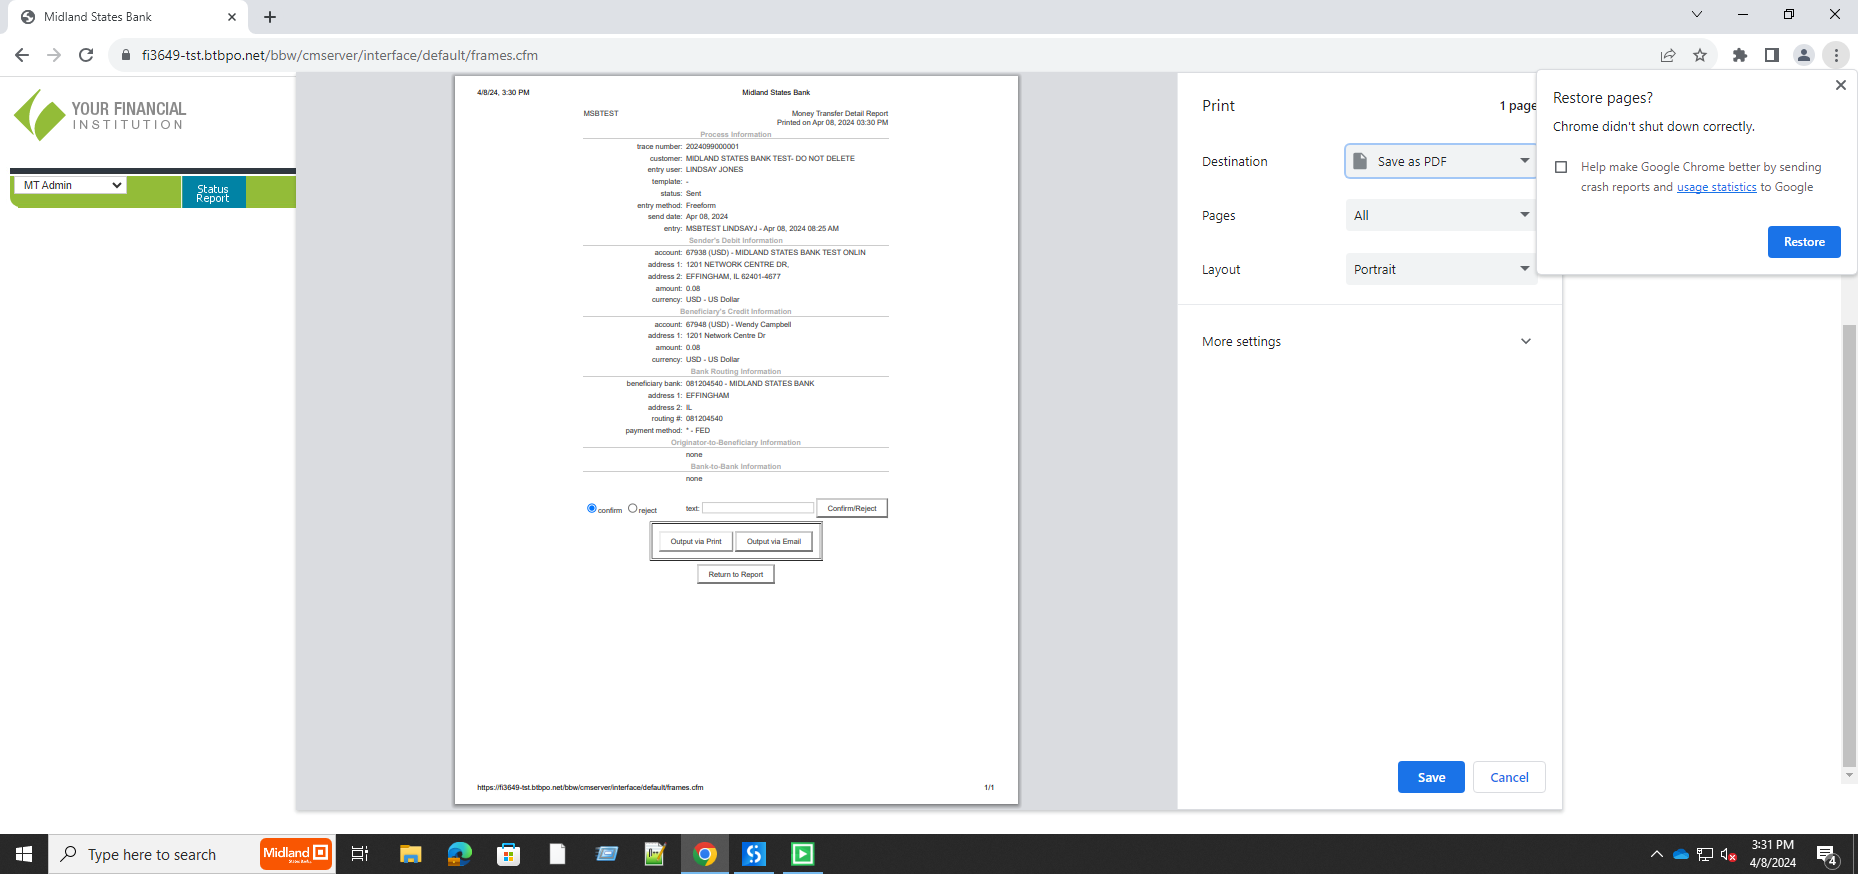 Midland States Bank
fi3649-tst.btbpo.net/bbw/cmserver/interface/default/frames.cfm
YOUR FINANCIAL
INSTITUTION
MT Admin
Status
Report
4/8/24, 3:30 PM
Midland States Bank
MSBTEST
Money Transfer Detail Report
Printed on Apr 08, 2024 03:30 PM
Process Information
trace number: 2024099000001
customer: MIDLAND STATES BANK TEST- DO NOT DELETE
entry user: LINDSAY JONES
template: -
status: Sent
entry method: Freeform
send date: Apr 08, 2024
entry: MSBTEST LINDSAYJ - Apr 08, 2024 08:25 AM
Sender's Debit Information
account: 67938 (USD) - MIDLAND STATES BANK TEST ONLIN
address 1: 1201 NETWORK CENTRE DR,
address 2: EFFINGHAM, IL 62401-4677
amount: 0.08
currency: USD - US Dollar
Beneficiary's Credit Information
account: 67948 (USD) - Wendy Campbell
address 1: 1201 Network Centre Dr
amount: 0.08
currency: USD - US Dollar
Bank Routing Information
beneficiary bank: 081204540 - MIDLAND STATES BANK
address 1: EFFINGHAM
address 2: IL
routing #: 081204540
payment method: * - FED
Originator-to-Beneficiary Information
none
Bank-to-Bank Information
none
confirm reject text: Confirm/Reject
Output via Print Output via Email
Return to Report
https://fi3649-tst.btbpo.net/bbw/cmserver/interface/default/frames.cfm
1/1
Print
1 page
Destination
Save as PDF
Pages
All
Layout
Portrait
More settings
Save
Cancel
Restore pages?
Chrome didn't shut down correctly.
Help make Google Chrome better by sending
crash reports and usage statistics to Google
Restore
Type here to search
Midland
3:31 PM
4/8/2024
4